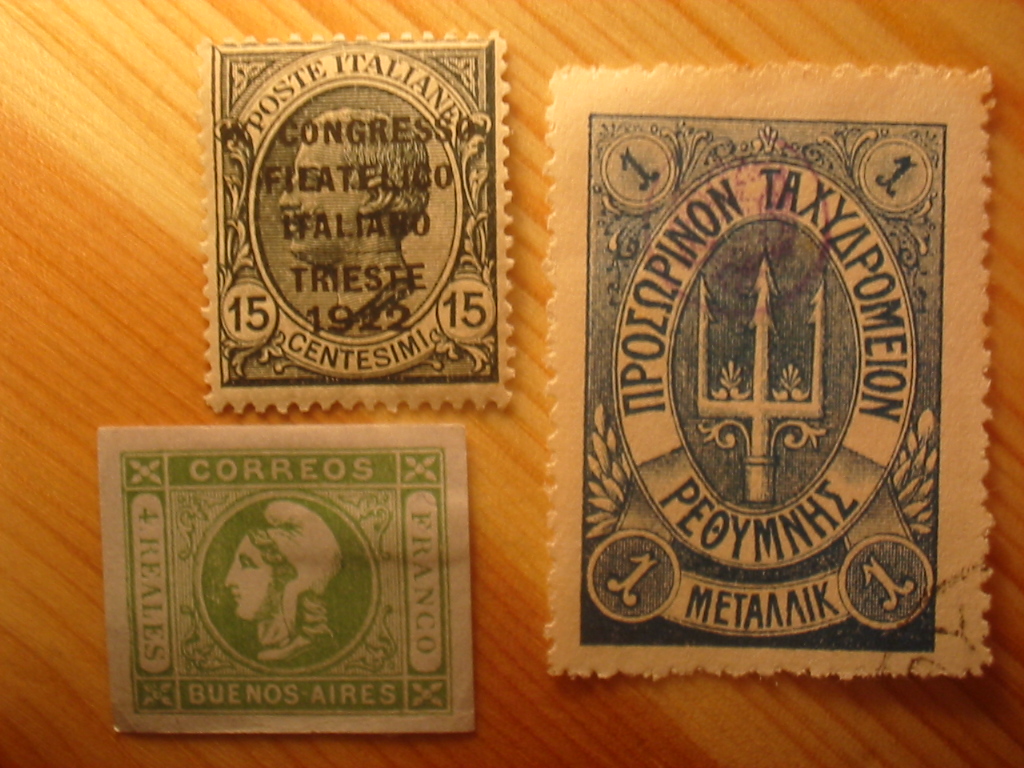 POSTE ITALIANE
CONGRESSO
FILATELICO
ITALIANO
TRIESTE
1922
15 15
CENTESIMI
1 1
ΠΡΟΣΩΡΙΝΟΝ ΤΑΧΥΔΡΟΜΕΙΟΝ
ΡΕΘΥΜΝΗΣ
1 1
ΜΕΤΑΛΛΙΚ
CORREOS
4 REALES
FRANCO
BUENOS-AIRES